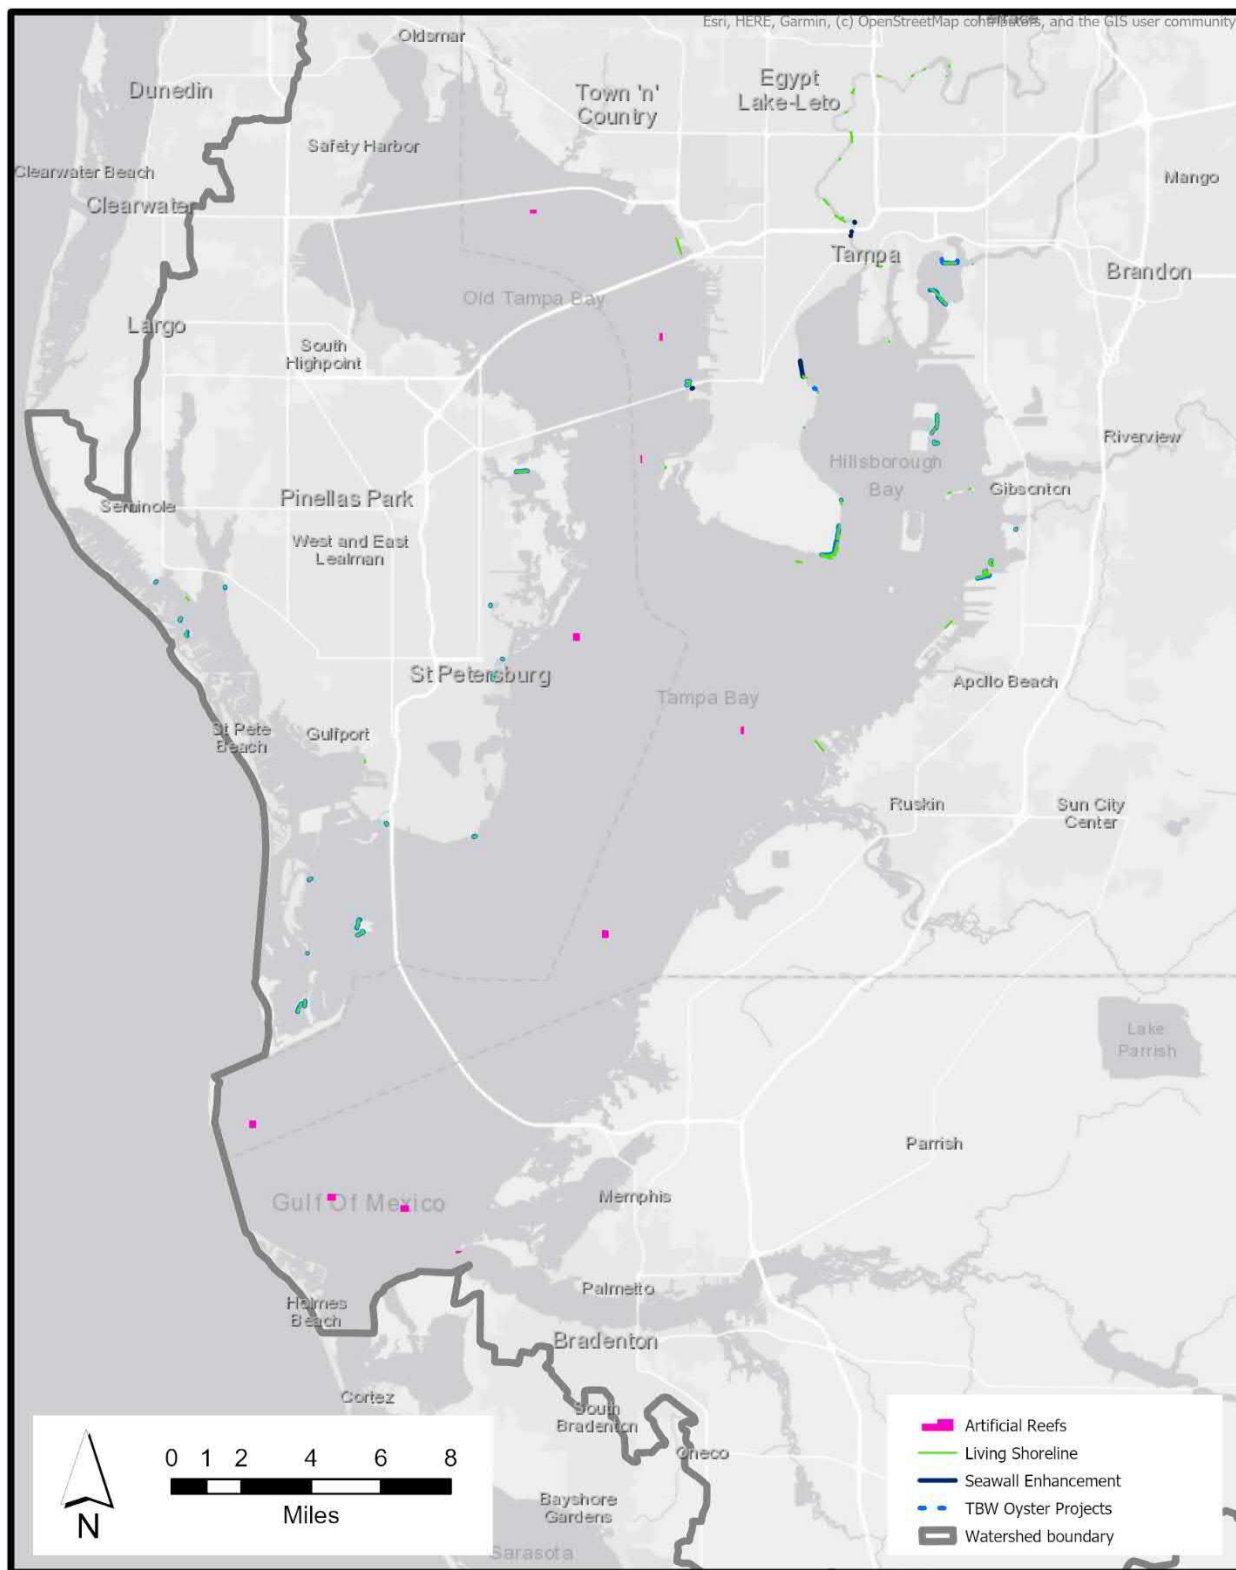 Esri, HERE, Garmin, (c) OpenStreetMap contributors, and the GIS user community
Oldsmar
Dunedin
Town 'n'
Country
Egypt
Lake-Leto
Safety Harbor
Clearwater Beach
Mango
Clearwater
Tampa
Brandon
Old Tampa Bay
Largo
South
Highpoint
Riverview
Hillsborough
Bay
Gibsonton
Pinellas Park
Seminole
West and East
Lealman
St Petersburg
Apollo Beach
Tampa Bay
St Pete
Beach
Gulfport
Ruskin
Sun City
Center
Lake
Parrish
Parrish
Memphis
Gulf Of Mexico
Palmetto
Holmes
Beach
Bradenton
Cortez
South
Bradenton
Oneco
Bayshore
Gardens
Sarasota
N
0 1 2 4 6 8
Miles
Artificial Reefs
Living Shoreline
Seawall Enhancement
TBW Oyster Projects
Watershed boundary